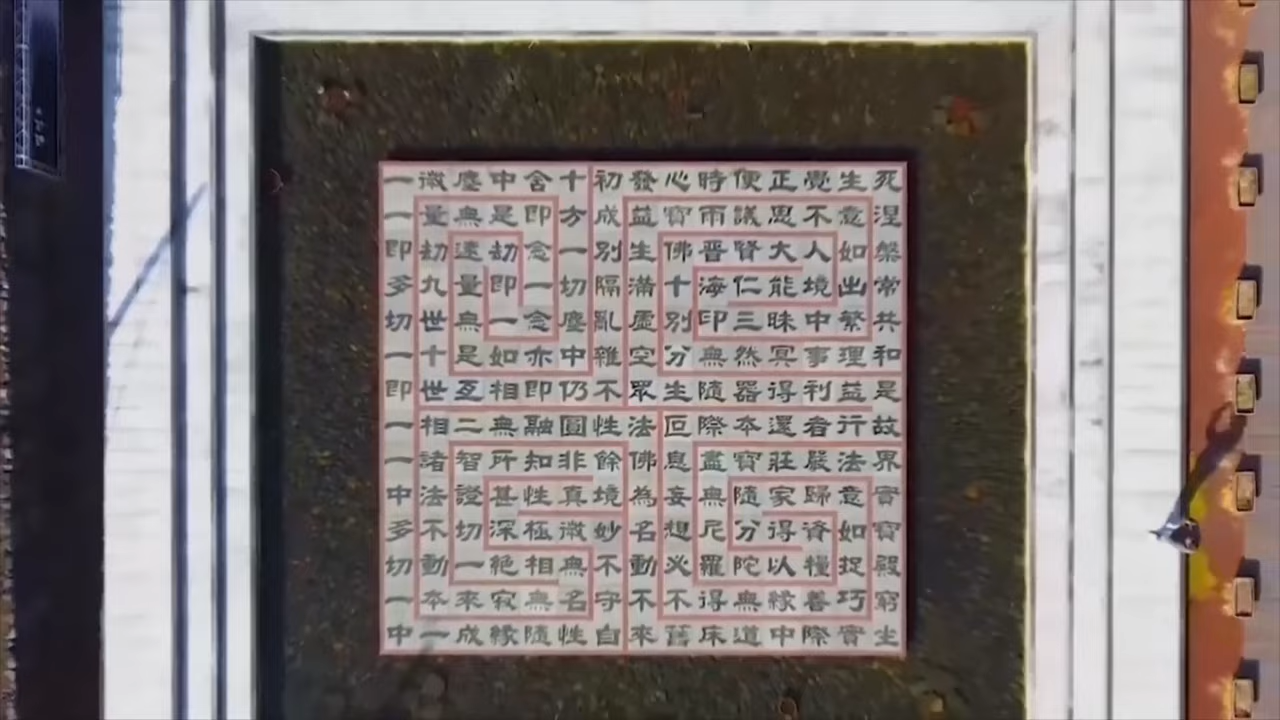 一微塵中含十初發心時便正覺生死
一量無是即方成益寶雨議思不意涅
即劫遠劫念一別生佛普賢大人如槃
多九量即一切隔滿十海仁能境出常
切世無一念塵亂虛別印三昧中繁共
一十是如亦中雜空分無然冥事理和
即世互相即仍不眾生隨器得利益是
一相二無融圓性法叵際本還者行故
一諸智所知非餘佛息盡寶莊嚴法界
中法證甚性真境為妄無隨家歸意實
多不切深極微妙名想尼分得資如寶
切動一絕相無不動必羅陀以糧捉殿
一本來寂無名守不不得無緣善巧窮
中一成緣隨性自來舊床道中際實坐